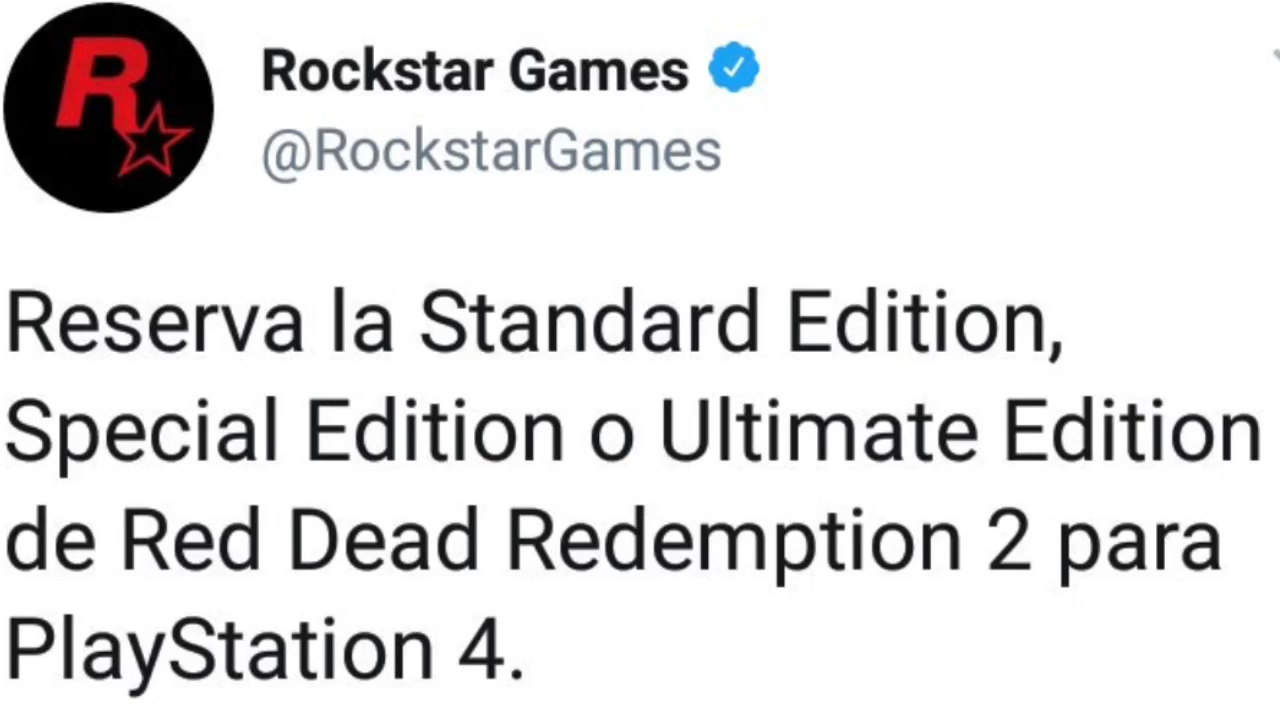 Rockstar Games
@RockstarGames
Reserva la Standard Edition,
Special Edition o Ultimate Edition
de Red Dead Redemption 2 para
PlayStation 4.